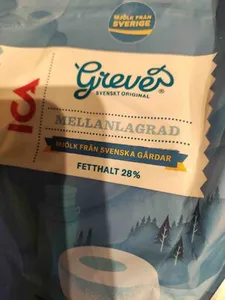 MJÖLK FRÅN
SVERIGE
ICA
Grevé
SVENSKT ORIGINAL
MELLANLAGRAD
MJÖLK FRÅN SVENSKA GÅRDAR
FETTHALT 28%